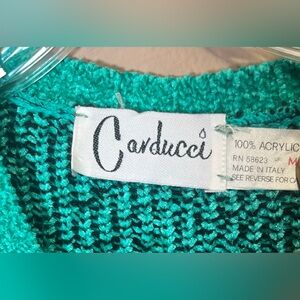 Carducci
100% ACRYLIC
RN 58623 M
MADE IN ITALY
SEE REVERSE FOR